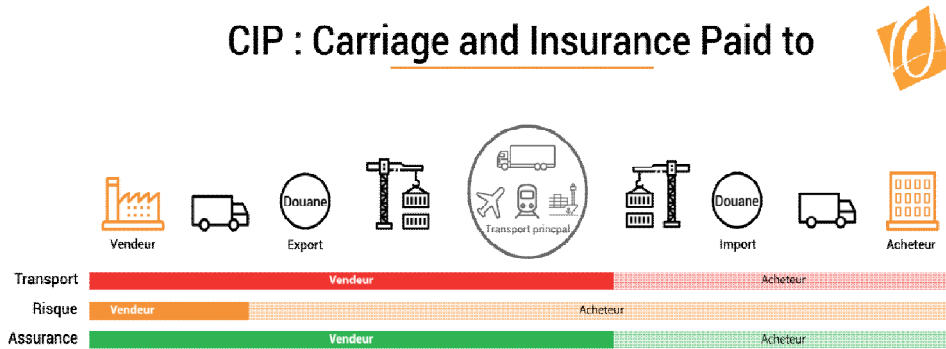 CIP : Carriage and Insurance Paid to
Douane
Douane
Transport princpal
Vendeur
Export
Import
Acheteur
Transport
Vendeur
Acheteur
Risque
Vendeur
Acheteur
Assurance
Vendeur
Acheteur